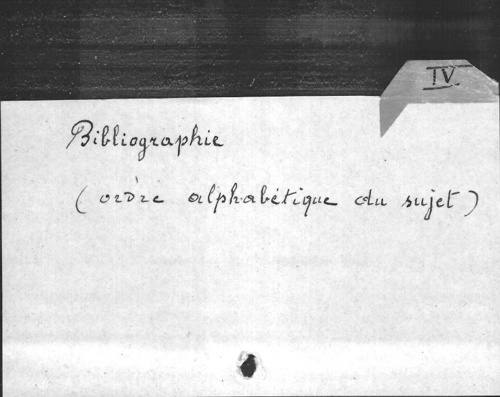 IV
Bibliographie
(ordre alphabétique du sujet)